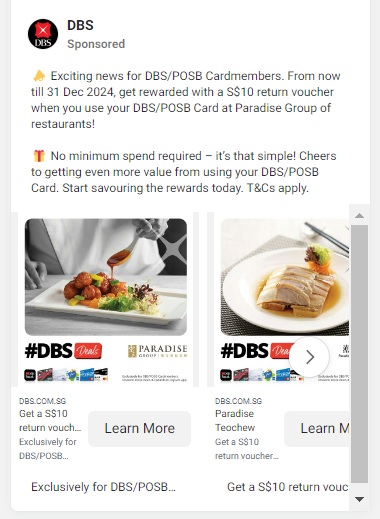 DBS
DBS
Sponsored
📣 Exciting news for DBS/POSB Cardmembers. From now
till 31 Dec 2024, get rewarded with a S$10 return voucher
when you use your DBS/POSB Card at Paradise Group of
restaurants!
🎁 No minimum spend required – it's that simple! Cheers
to getting even more value from using your DBS/POSB
Card. Start savouring the rewards today. T&Cs apply.
#DBS Deals
PARADISE
GROUP
#DBS Deals
DBS.COM.SG
Get a S$10
return vouch...
Exclusively for
DBS/POSB...
Learn More
DBS.COM.SG
Paradise
Teochew
Get a S$10
return voucher...
Learn M
Exclusively for DBS/POSB...
Get a S$10 return vouc